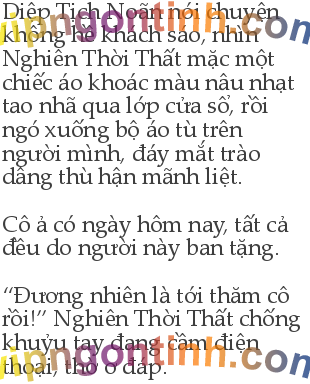 Diệp Tịch Noãn nói chuyện
không hề khách sáo, nhìn
Nghiên Thời Thất mặc một
chiếc áo khoác màu nâu nhạt
tao nhã qua lớp cửa sổ, rồi
ngó xuống bộ áo tù trên
người mình, đáy mắt trào
dâng thù hận mãnh liệt.
Cô ả có ngày hôm nay, tất cả
đều do người này ban tặng.
“Đương nhiên là tới thăm cô
rồi!” Nghiên Thời Thất chống
khuỷu tay đang cầm điện
thoại, thờ ơ đáp.
vipngontinh.com
vipngontinh.com